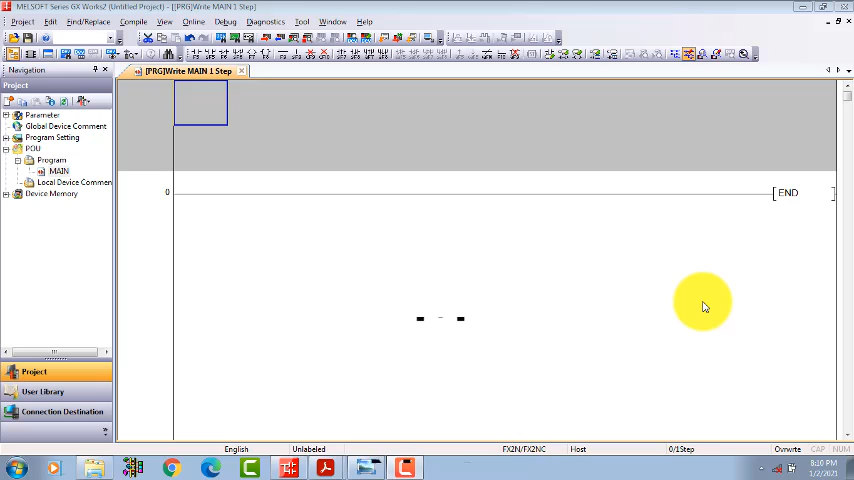 MELSOFT Series GX Works2 (Untitled Project) - [[PRG]Write MAIN 1 Step]
Project Edit Find/Replace Compile View Online Debug Diagnostics Tool Window Help
Navigation
[PRG]Write MAIN 1 Step
Project
Parameter
Global Device Comment
Program Setting
POU
Program
MAIN
Local Device Commen
Device Memory
0
END
Project
User Library
Connection Destination
English Unlabeled FX2N/FX2NC Host 0/1Step Ovrwrte CAP NUM
8:10 PM
1/2/2021